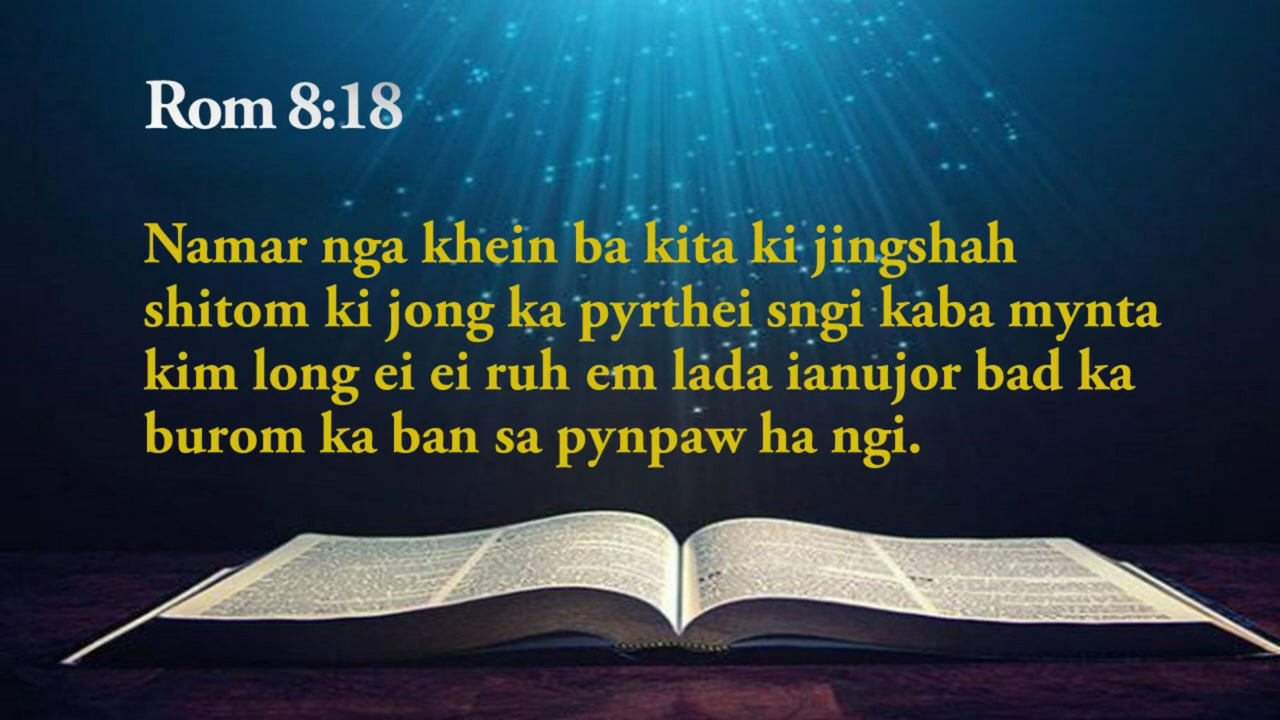 Rom 8:18
Namar nga khein ba kita ki jingshah
shitom ki jong ka pyrthei sngi kaba mynta
kim long ei ei ruh em lada ianujor bad ka
burom ka ban sa pynpaw ha ngi.